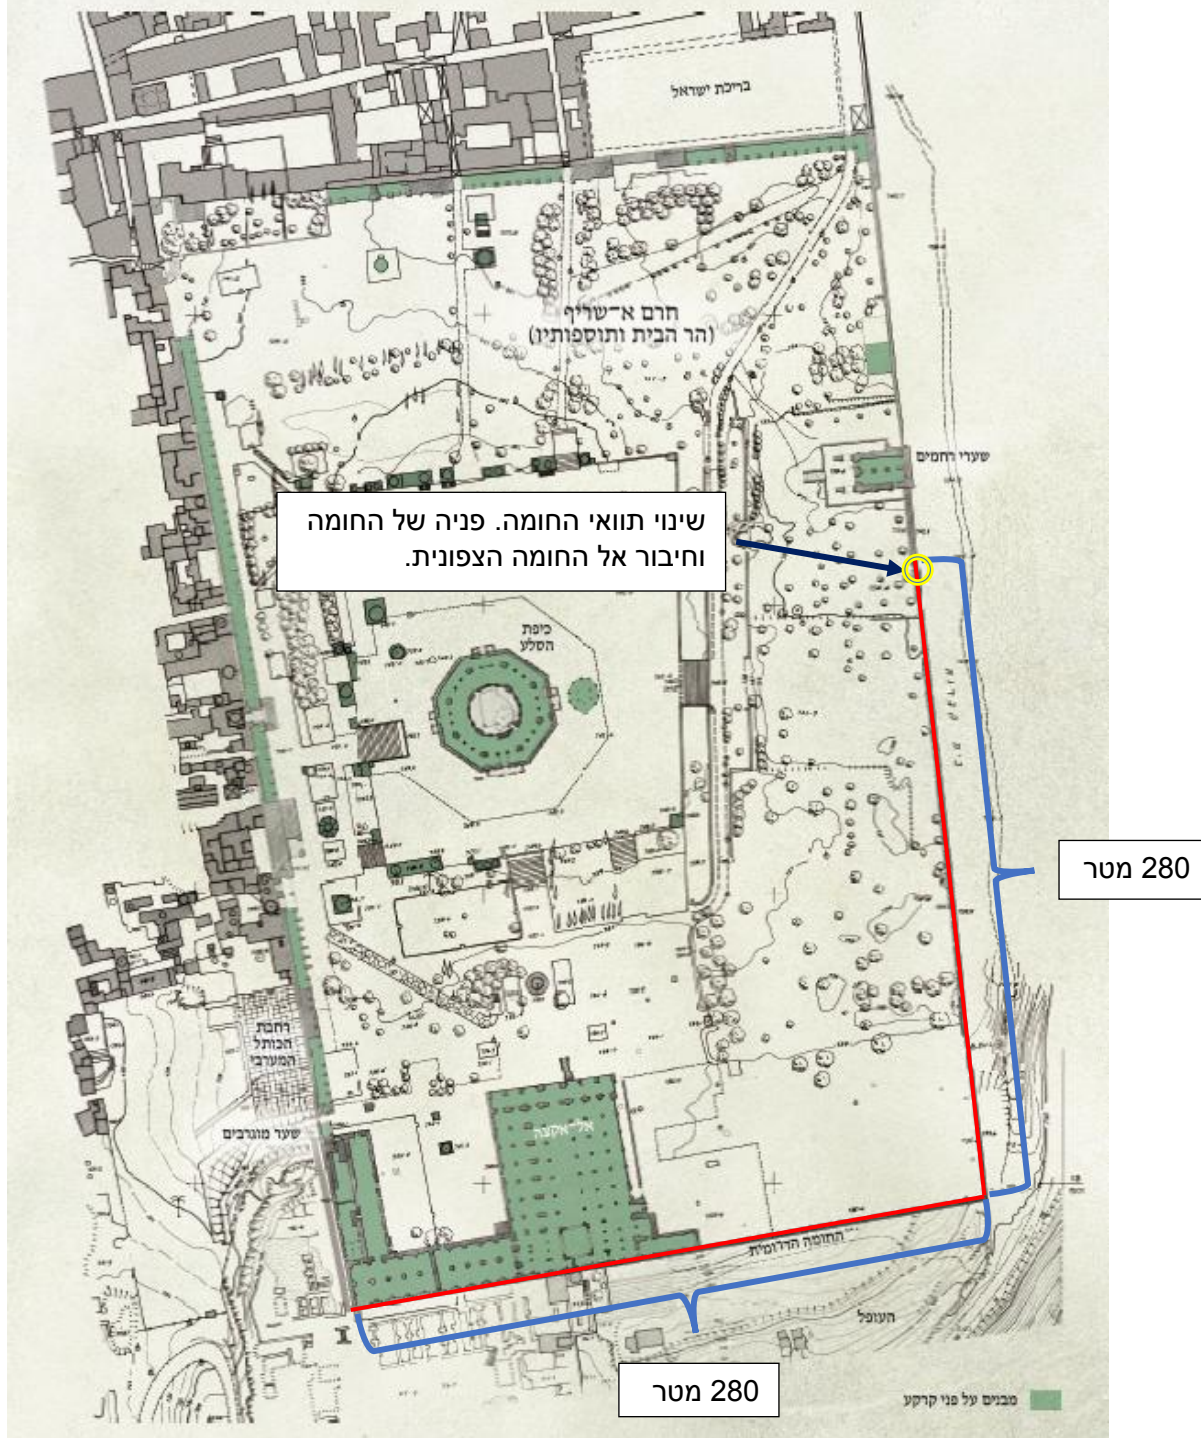 בריכת ישראל
חרם א־שריף
(הר הבית ותוספותיו)
שערי רחמים
שינוי תוואי החומה. פניה של החומה
וחיבור אל החומה הצפונית.
כיפת
הסלע
280 מטר
רחבת
הכותל
המערבי
שער מוגרבים
אל־אקצה
החומה הדרומית
העופל
280 מטר
מבנים על פני קרקע